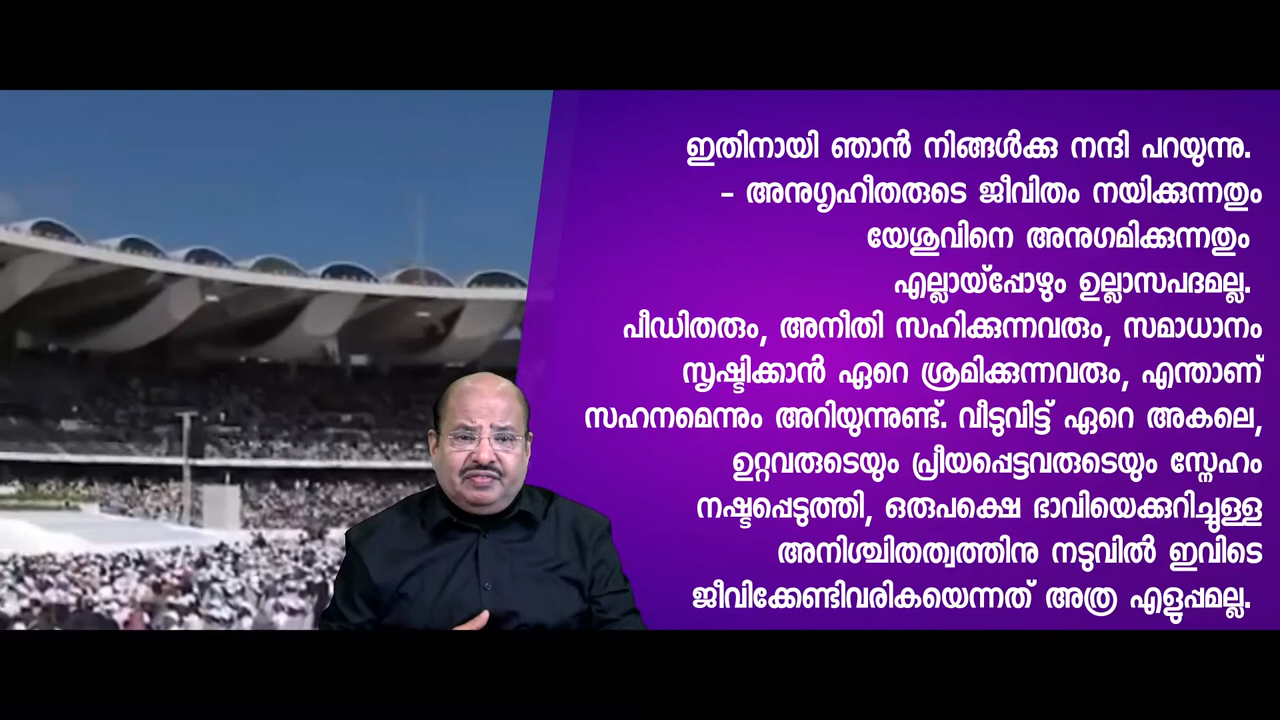 ഇതിനായി ഞാൻ നിങ്ങൾക്കു നന്ദി പറയുന്നു.
– അനുഗൃഹീതരുടെ ജീവിതം നയിക്കുന്നതും
യേശുവിനെ അനുഗമിക്കുന്നതും
എല്ലായ്പ്പോഴും ഉല്ലാസപദമല്ല.
പീഡിതരും, അനീതി സഹിക്കുന്നവരും, സമാധാനം
സൃഷ്ടിക്കാൻ ഏറെ ശ്രമിക്കുന്നവരും, എന്താണ്
സഹനമെന്നും അറിയുന്നുണ്ട്. വീടുവിട്ട് ഏറെ അകലെ,
ഉറ്റവരുടെയും പ്രീയപ്പെട്ടവരുടെയും സ്നേഹം
നഷ്ടപ്പെടുത്തി, ഒരുപക്ഷെ ഭാവിയെക്കുറിച്ചുള്ള
അനിശ്ചിതത്വത്തിനു നടുവിൽ ഇവിടെ
ജീവിക്കേണ്ടിവരികയെന്നത് അത്ര എളുപ്പമല്ല.